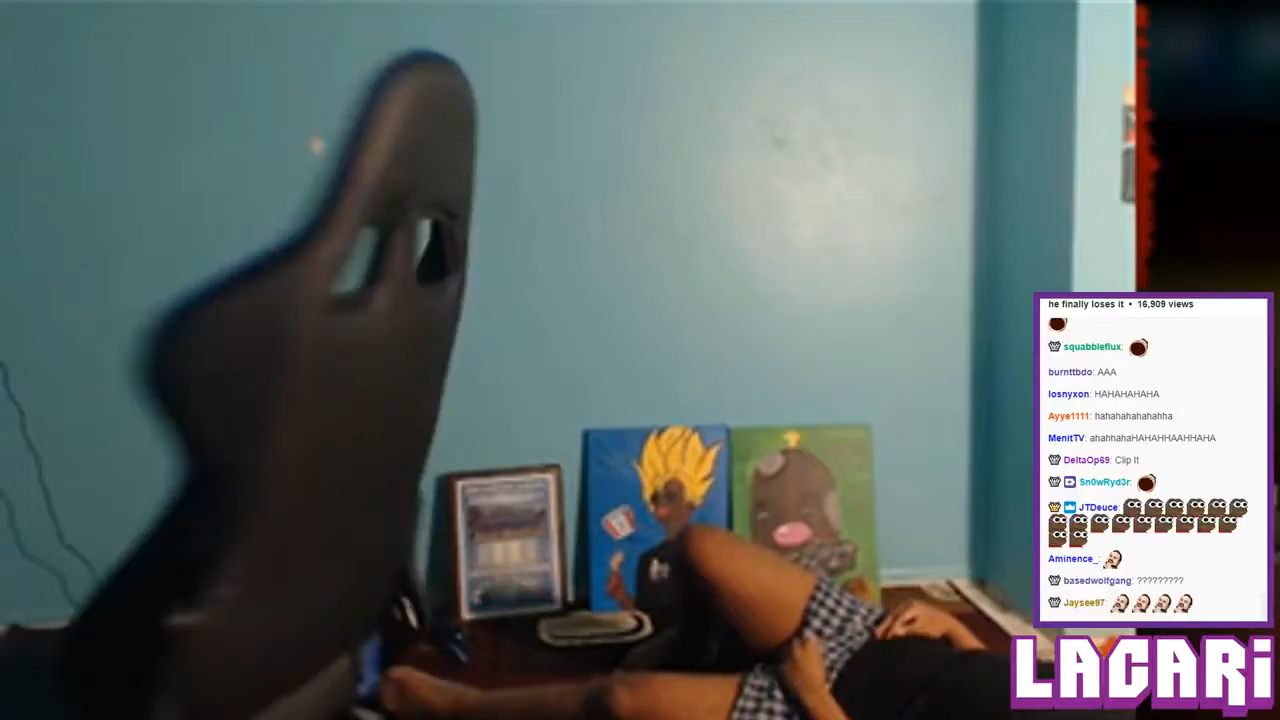 he finally loses it • 16,909 views
squabbleflux:
burnttbdo: AAA
losnyxon: HAHAHAHAHA
Ayye1111: hahahahahahahha
MenitTV: ahahhahaHAHAHHAAHHAHA
DeltaOp69: Clip It
Sn0wRyd3r:
JTDeuce:
Aminence_:
basedwolfgang: ?????????
Jaysee97:
LACARi